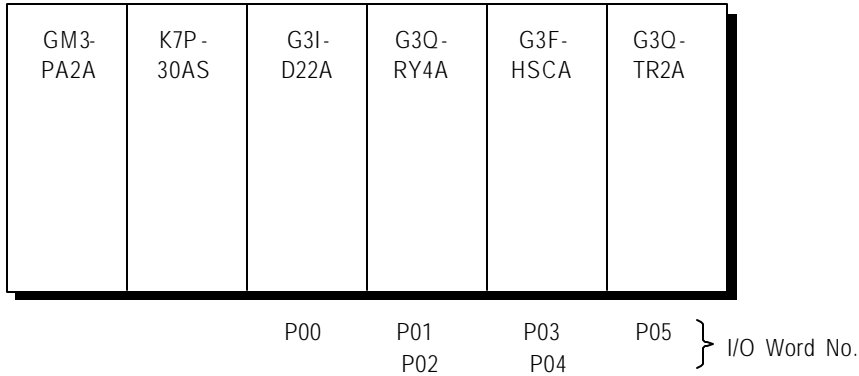 GM3- K7P- G3I- G3Q- G3F- G3Q-
PA2A 30AS D22A RY4A HSCA TR2A
P00 P01 P03 P05
P02 P04
I/O Word No.